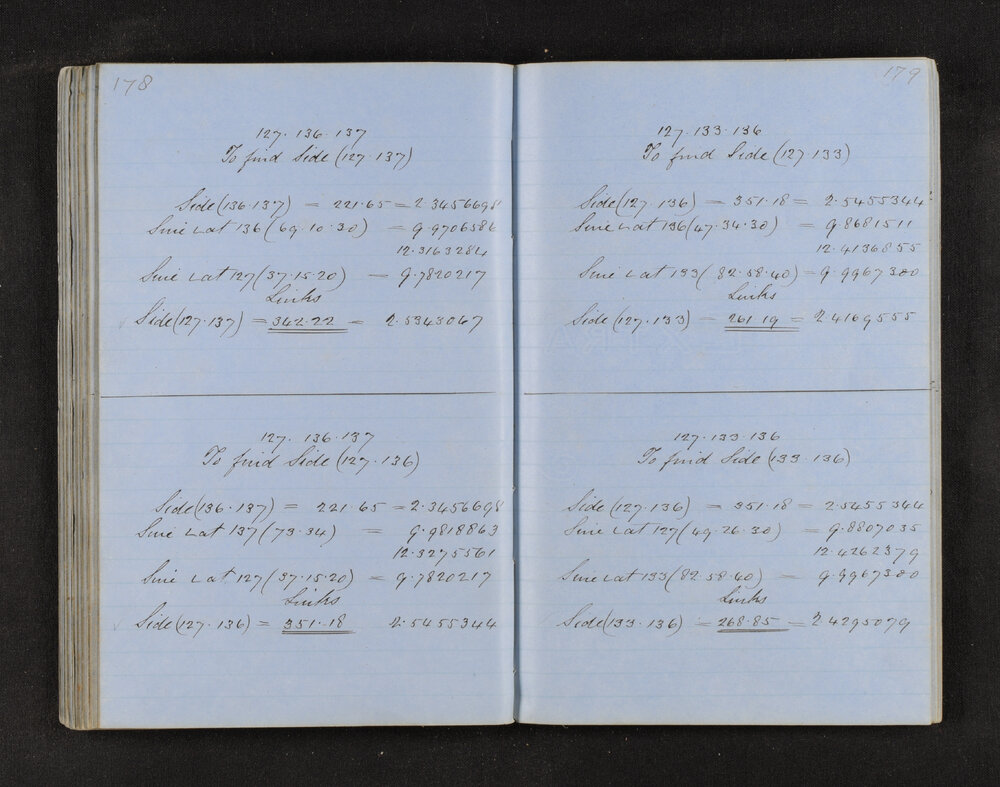 178
127. 136. 137
To find Side (127. 137)
Side (136. 137) = 221. 65 = 2. 3456698
Sine ∠ at 136 (69. 10. 30) = 9. 9706586
12. 3163284
Sine ∠ at 127 (37. 15. 20) = 9. 7820217
Links
Side (127. 137) = 342. 22 = 2. 5343067
127. 136. 137
To find Side (127. 136)
Side (136. 137) = 221. 65 = 2. 3456698
Sine ∠ at 137 (73. 34) = 9. 9818863
12. 3275561
Sine ∠ at 127 (37. 15. 20) = 9. 7820217
Links
Side (127. 136) = 351. 18 2. 5455344
179
127. 133. 136
To find Side (127 133)
Side (127. 136) = 351. 18 = 2. 5455344
Sine ∠ at 136 (47. 34. 30) = 9. 8681511
12. 4136855
Sine ∠ at 133 (82. 58. 40) = 9. 9967300
Links
Side (127. 133) = 261 19 = 2. 4169555
127. 133. 136
To find Side (133. 136)
Side (127. 136) = 351. 18 = 2. 5455344
Sine ∠ at 127 (49. 26. 30) = 9. 8807035
12. 4262379
Sine ∠ at 133 (82. 58. 40) = 9. 9967300
Links
Side (133. 136) = 268. 85 = 2. 4295079